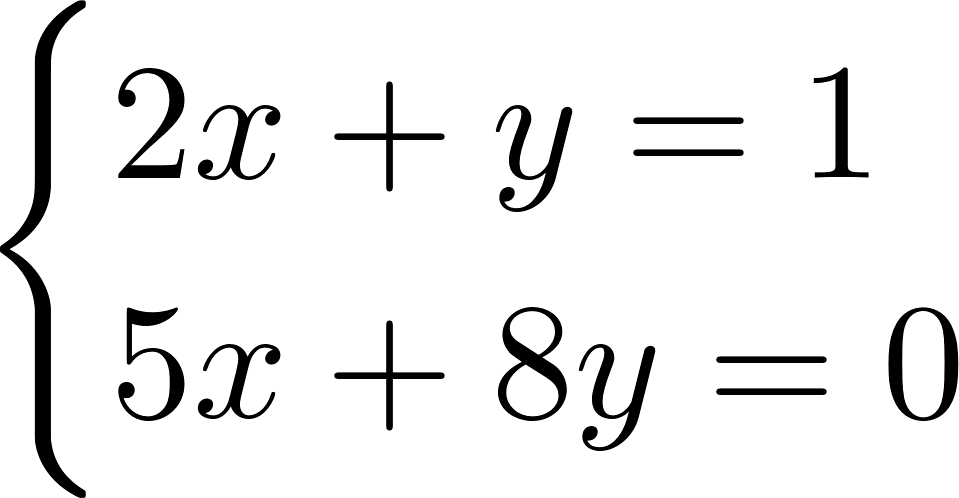 2x + y = 1
5x + 8y = 0